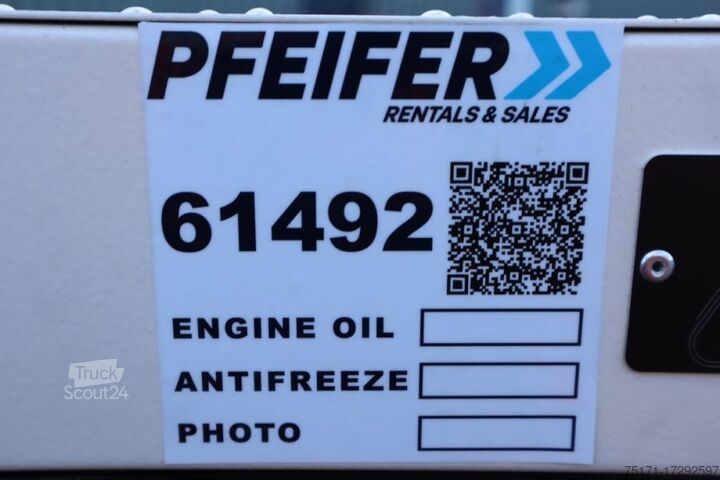 PFEIFER
RENTALS & SALES
61492
ENGINE OIL
ANTIFREEZE
PHOTO
Truck
Scout24
75171-17292597